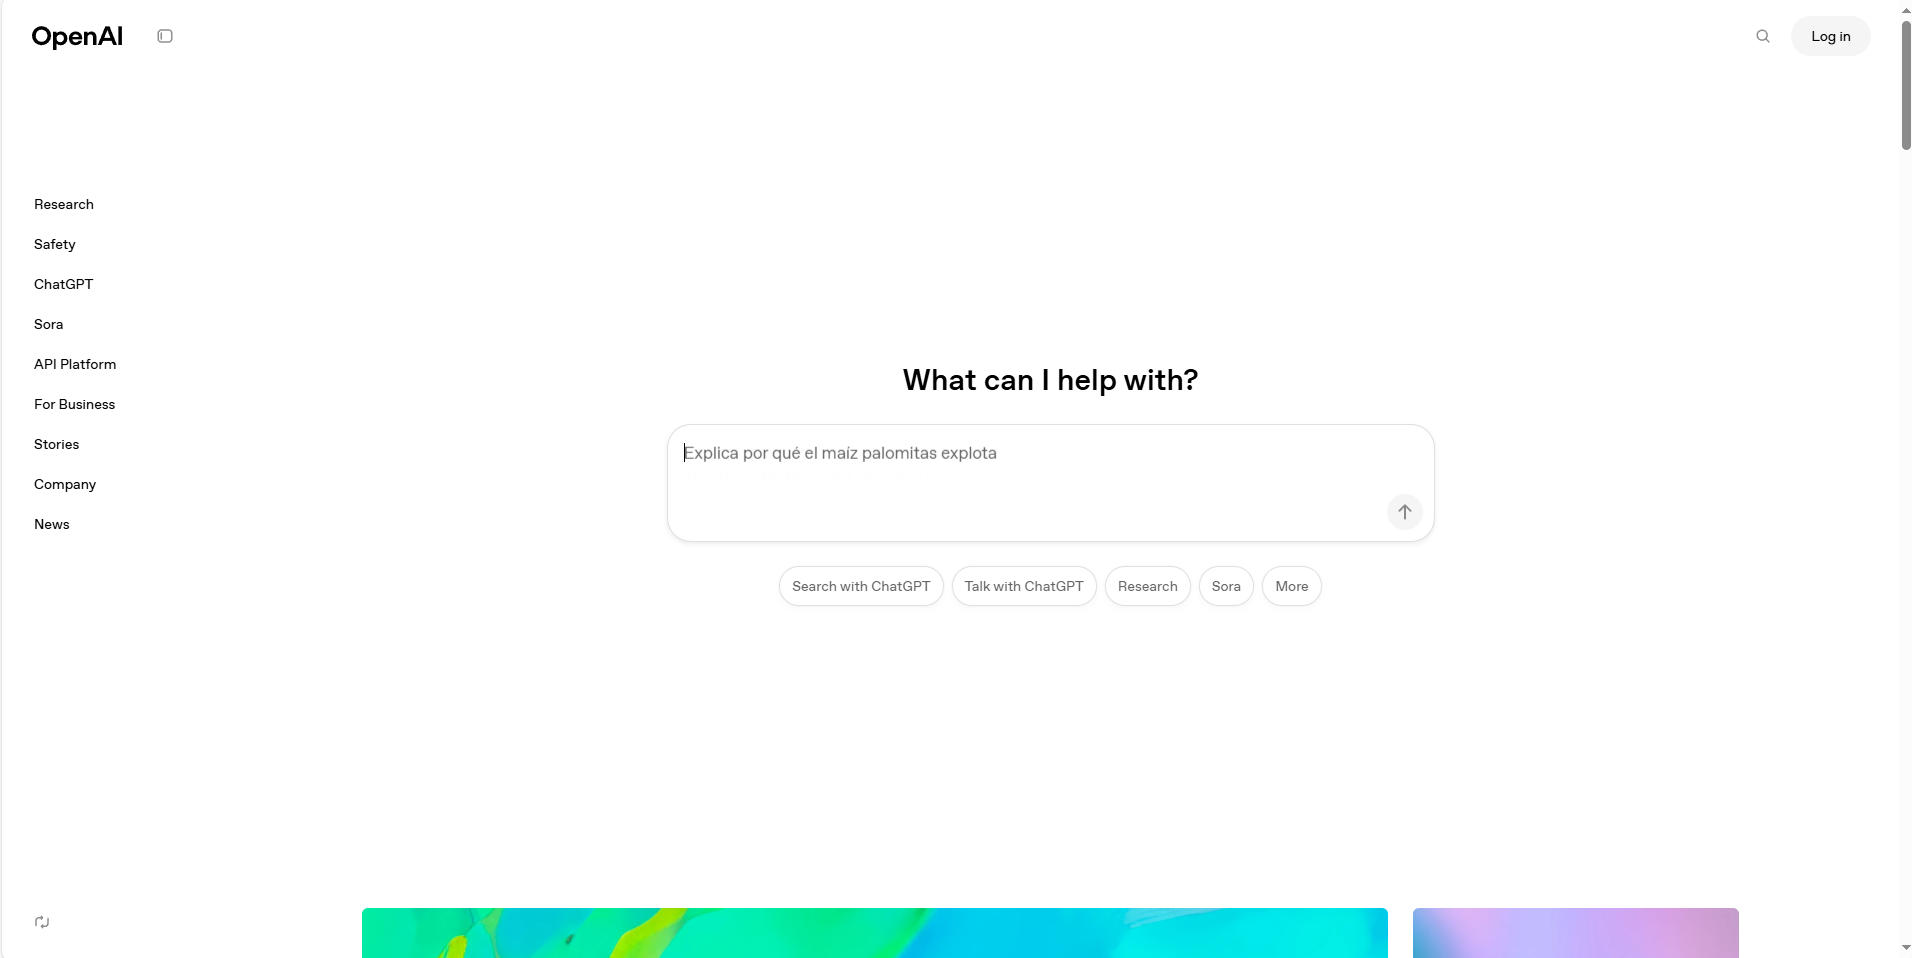 OpenAI
Log in
Research
Safety
ChatGPT
Sora
API Platform
For Business
Stories
Company
News
What can I help with?
Explica por qué el maíz palomitas explota
Search with ChatGPT
Talk with ChatGPT
Research
Sora
More